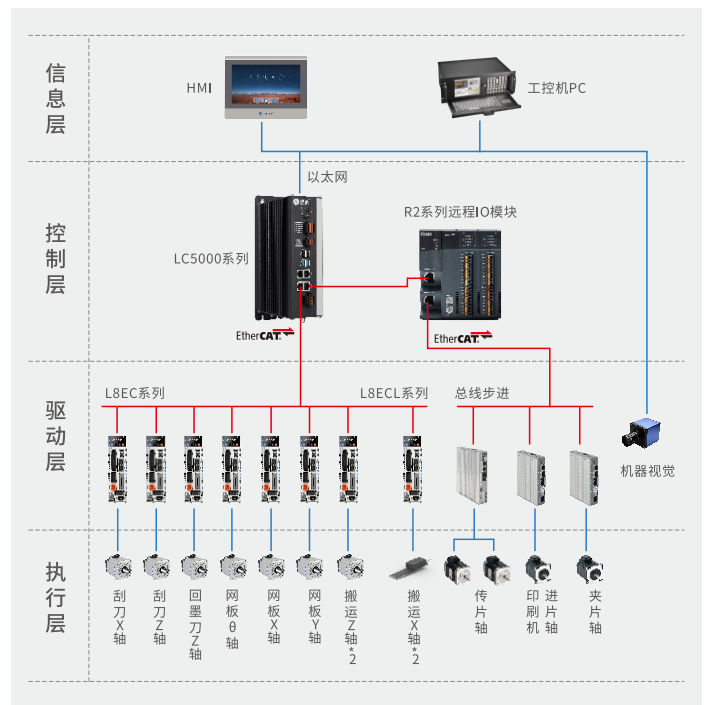 信息层
HMI
工控机PC
以太网
控制层
LC5000系列
R2系列远程IO模块
EtherCAT
EtherCAT
驱动层
L8EC系列
L8ECL系列
总线步进
机器视觉
执行层
刮刀X轴
刮刀Z轴
回墨刀Z轴
网板θ轴
网板X轴
网板Y轴
搬运Z轴*2
搬运X轴*2
传片轴
印刷机
进片轴
夹片轴